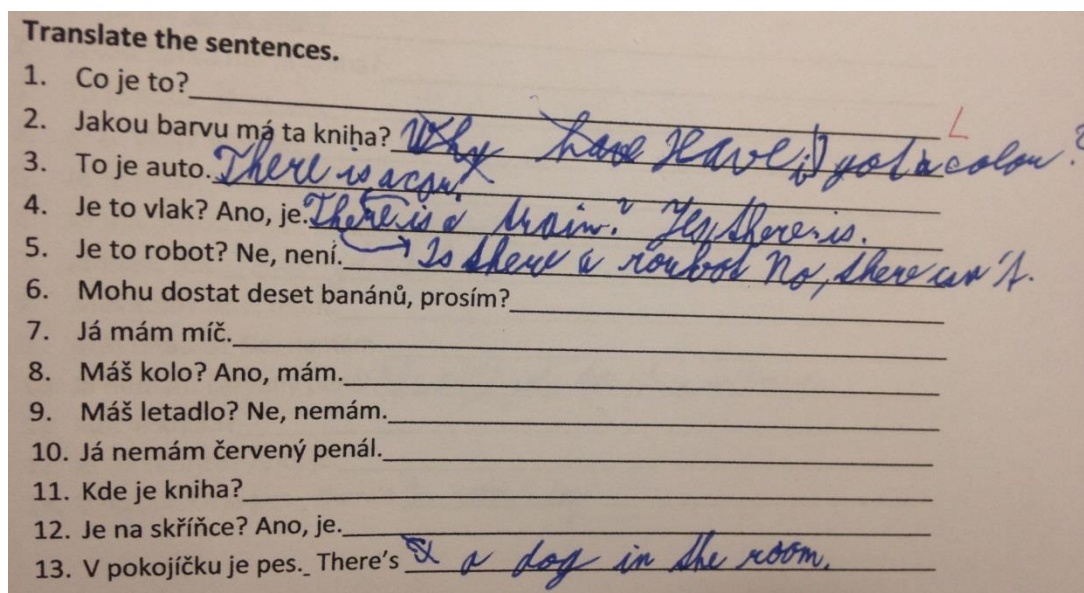 Translate the sentences.
1. Co je to?
2. Jakou barvu má ta kniha? Why have Have it got a colour?
3. To je auto. There is a car.
4. Je to vlak? Ano, je. There is a train? Yes, there is.
5. Je to robot? Ne, není. Is there a roubot No, there isn't.
6. Mohu dostat deset banánů, prosím?
7. Já mám míč.
8. Máš kolo? Ano, mám.
9. Máš letadlo? Ne, nemám.
10. Já nemám červený penál.
11. Kde je kniha?
12. Je na skříňce? Ano, je.
13. V pokojíčku je pes. There's a dog in the room.